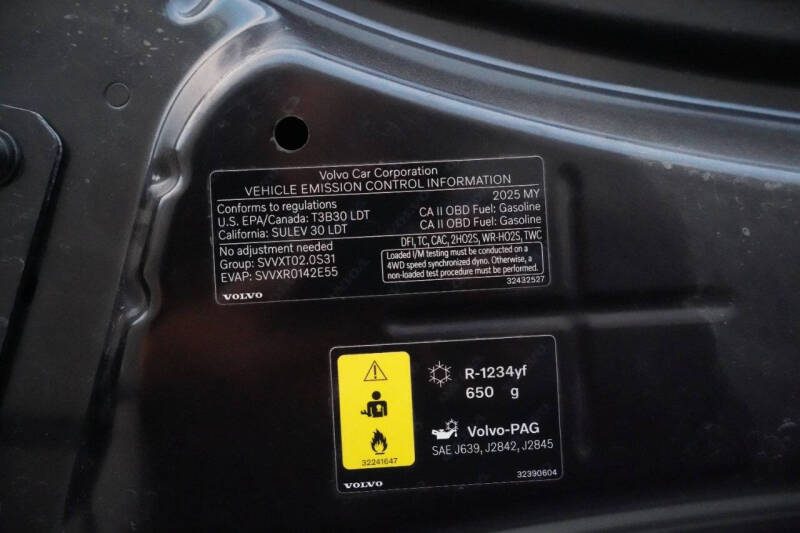 Volvo Car Corporation
VEHICLE EMISSION CONTROL INFORMATION
Conforms to regulations 2025 MY
U.S. EPA/Canada: T3B30 LDT CA II OBD Fuel: Gasoline
California: SULEV 30 LDT CA II OBD Fuel: Gasoline
No adjustment needed DFI, TC, CAC, 2HO2S, WR-HO2S, TWC
Group: SVVXT02.0S31
EVAP: SVVXR0142E55
Loaded I/M testing must be conducted on a
4WD speed synchronized dyno. Otherwise, a
non-loaded test procedure must be performed.
VOLVO 32432527
R-1234yf
650 g
Volvo-PAG
SAE J639, J2842, J2845
32241647
VOLVO 32390604